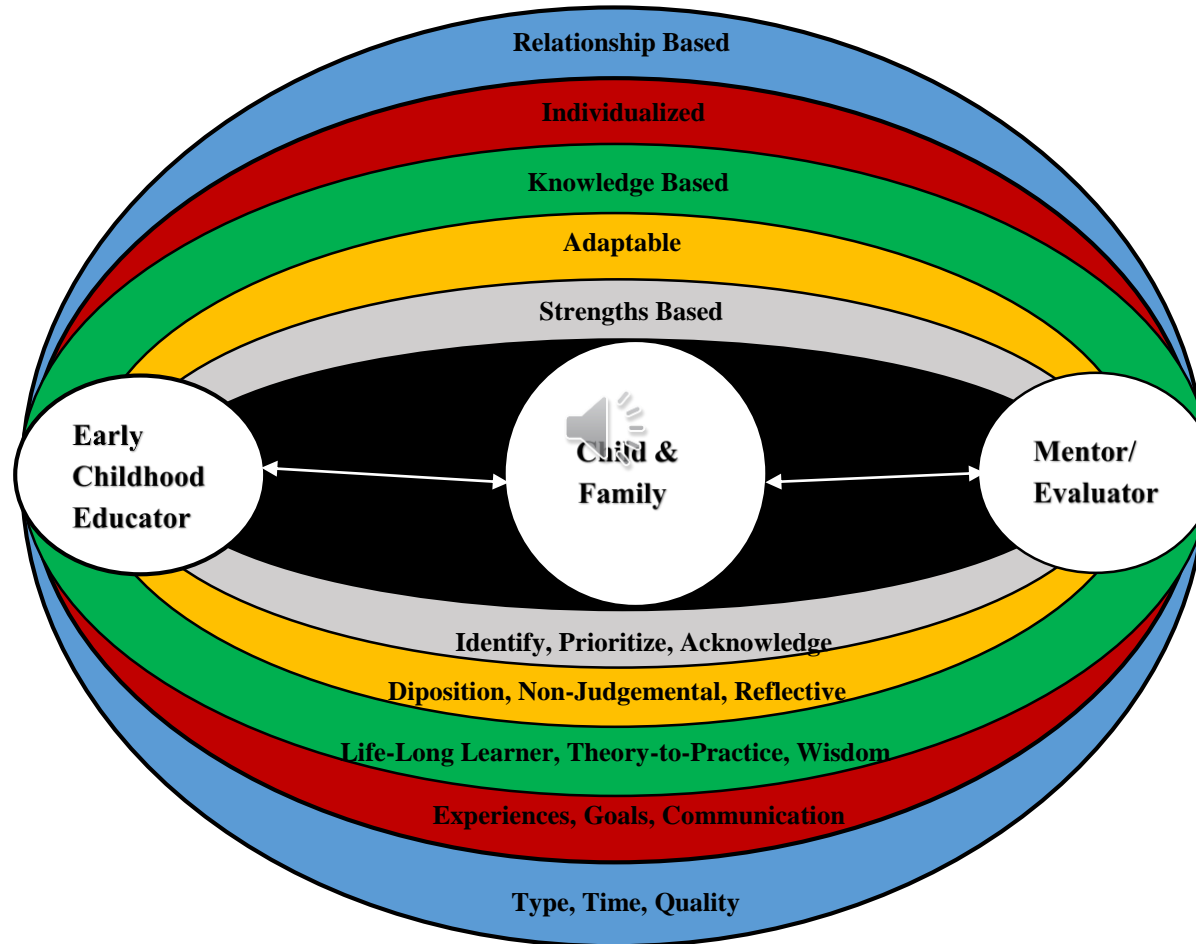 Relationship Based
Individualized
Knowledge Based
Adaptable
Strengths Based
Early
Childhood
Educator
Child &
Family
Mentor/
Evaluator
Identify, Prioritize, Acknowledge
Diposition, Non-Judgemental, Reflective
Life-Long Learner, Theory-to-Practice, Wisdom
Experiences, Goals, Communication
Type, Time, Quality